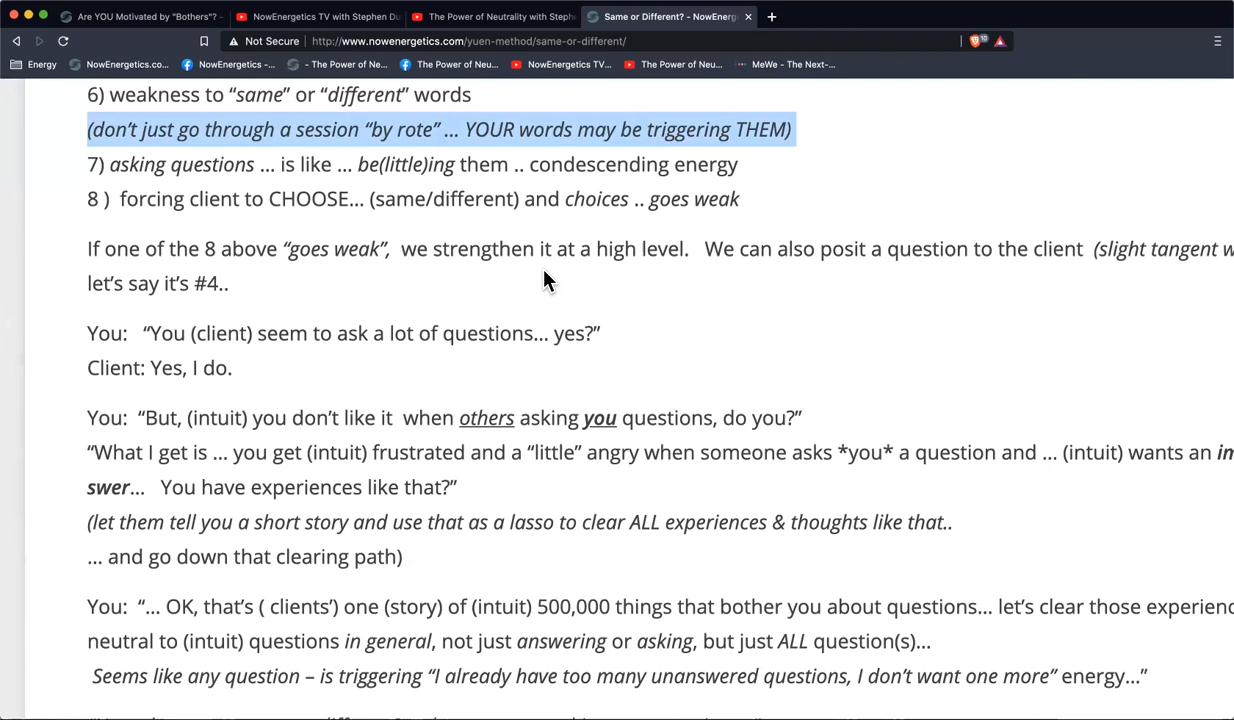 Are YOU Motivated by "Bothers"? -
NowEnergetics TV with Stephen Du
The Power of Neutrality with Steph
Same or Different? - NowEnerg
Not Secure | http://www.nowenergetics.com/yuen-method/same-or-different/
10
Energy
NowEnergetics.co...
NowEnergetics -...
- The Power of Ne...
The Power of Neu...
NowEnergetics TV...
The Power of Neu...
MeWe - The Next-...
6) weakness to “same” or “different” words
(don’t just go through a session “by rote” … YOUR words may be triggering THEM)
7) asking questions … is like … be(little)ing them .. condescending energy
8 )  forcing client to CHOOSE… (same/different) and choices .. goes weak
If one of the 8 above “goes weak”,  we strengthen it at a high level.   We can also posit a question to the client  (slight tangent w
let’s say it’s #4..
You:   “You (client) seem to ask a lot of questions… yes?”
Client: Yes, I do.
You:  “But, (intuit) you don’t like it  when others asking you questions, do you?”
“What I get is … you get (intuit) frustrated and a “little” angry when someone asks *you* a question and … (intuit) wants an im
swer…   You have experiences like that?”
(let them tell you a short story and use that as a lasso to clear ALL experiences & thoughts like that..
… and go down that clearing path)
You:  “… OK, that’s ( clients’) one (story) of (intuit) 500,000 things that bother you about questions… let’s clear those experienc
neutral to (intuit) questions in general, not just answering or asking, but just ALL question(s)…
Seems like any question – is triggering “I already have too many unanswered questions, I don’t want one more” energy…”